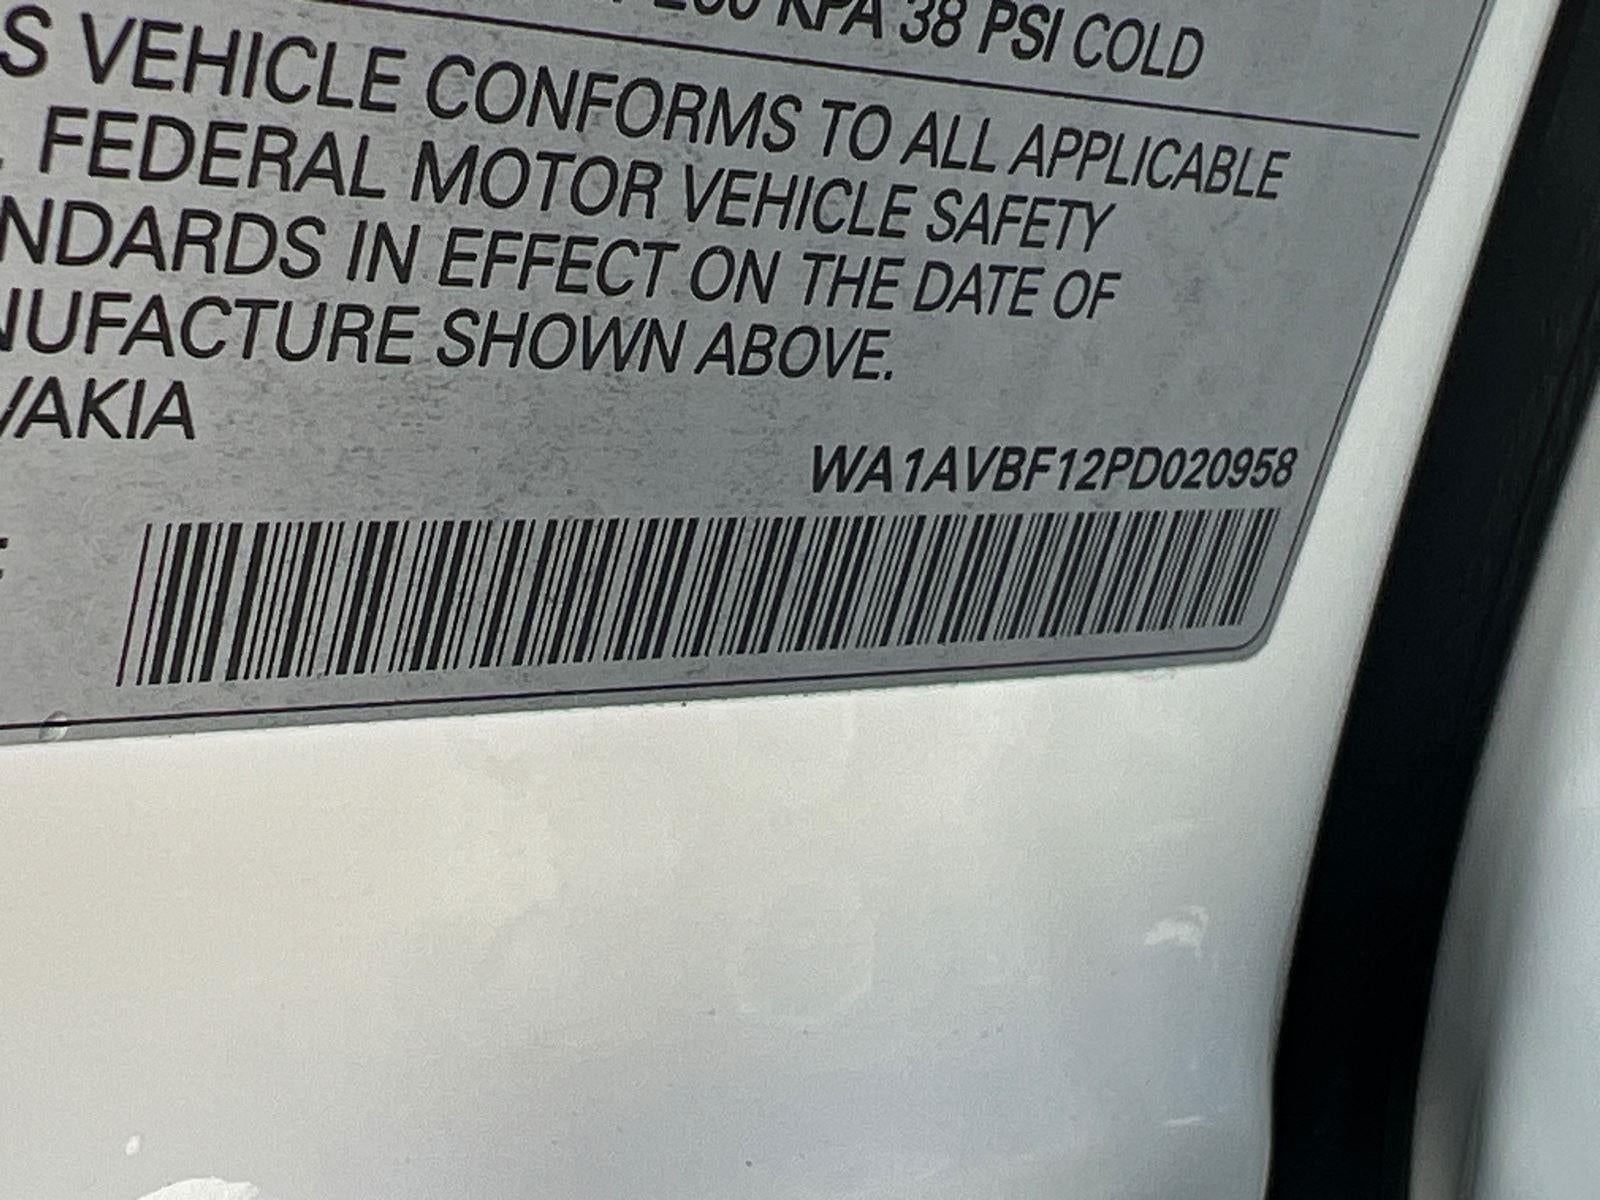 KPA 38 PSI COLD
S VEHICLE CONFORMS TO ALL APPLICABLE
FEDERAL MOTOR VEHICLE SAFETY
NDARDS IN EFFECT ON THE DATE OF
NUFACTURE SHOWN ABOVE.
VAKIA
WA1AVBF12PD020958